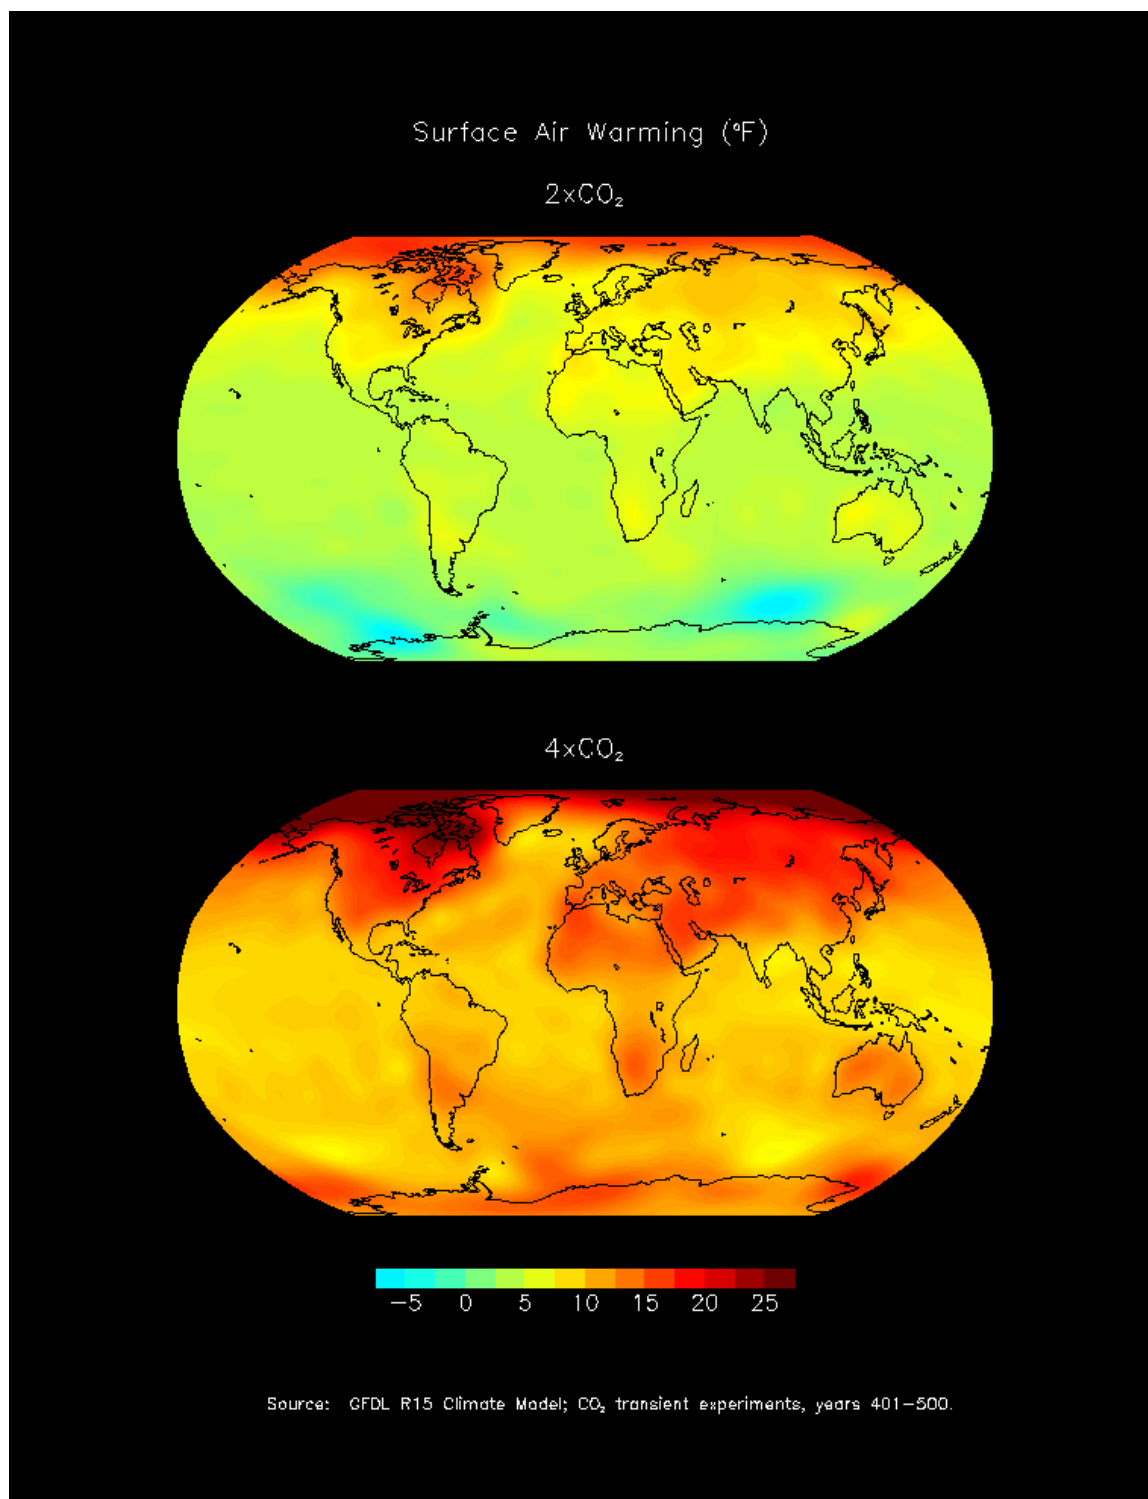 Surface Air Warming (°F)
2xCO₂
4xCO₂
−5 0 5 10 15 20 25
Source: GFDL R15 Climate Model; CO₂ transient experiments, years 401−500.